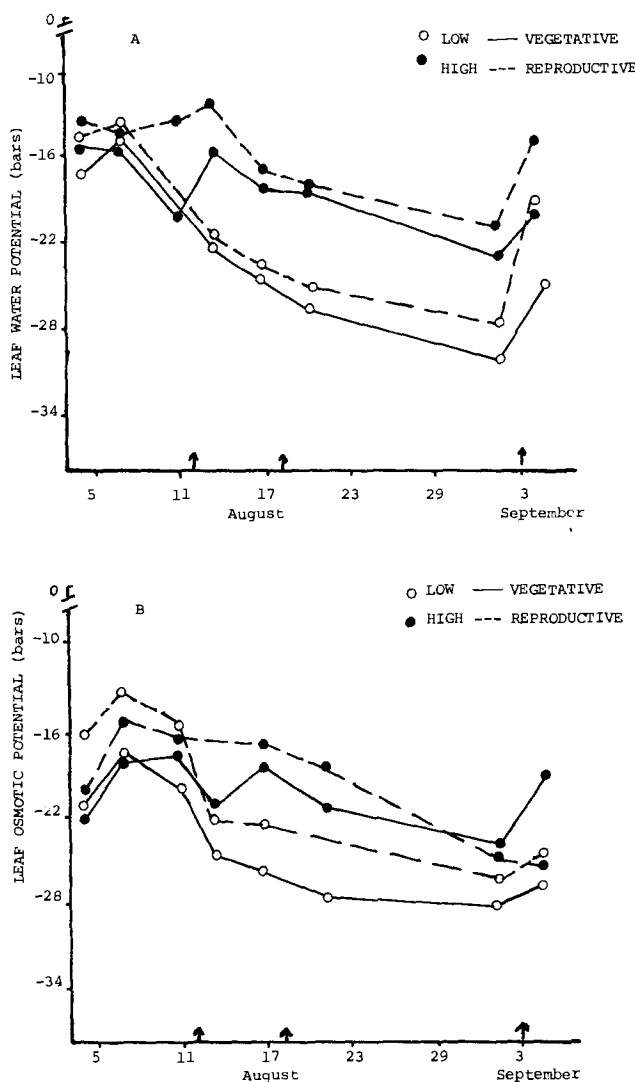 0
A
LOW VEGETATIVE
HIGH REPRODUCTIVE
-10
-16
-22
-28
-34
LEAF WATER POTENTIAL (bars)
5 11 17 23 29 3
August September
0
B
LOW VEGETATIVE
HIGH REPRODUCTIVE
-10
-16
-22
-28
-34
LEAF OSMOTIC POTENTIAL (bars)
5 11 17 23 29 3
August September